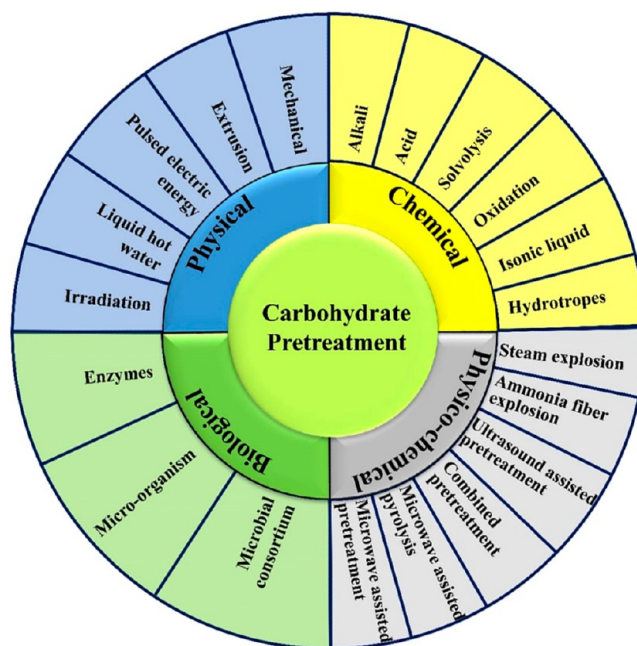 Carbohydrate
Pretreatment
Physical
Mechanical
Extrusion
Pulsed electric
energy
Liquid hot
water
Irradiation
Chemical
Alkali
Acid
Solvolysis
Oxidation
Isonic liquid
Hydrotropes
Physico-chemical
Steam explosion
Ammonia fiber
explosion
Ultrasound assisted
pretreatment
Combined
pretreatment
Microwave assisted
pyrolysis
Microwave assisted
pretreatment
Biological
Enzymes
Micro-organism
Microbial
consortium